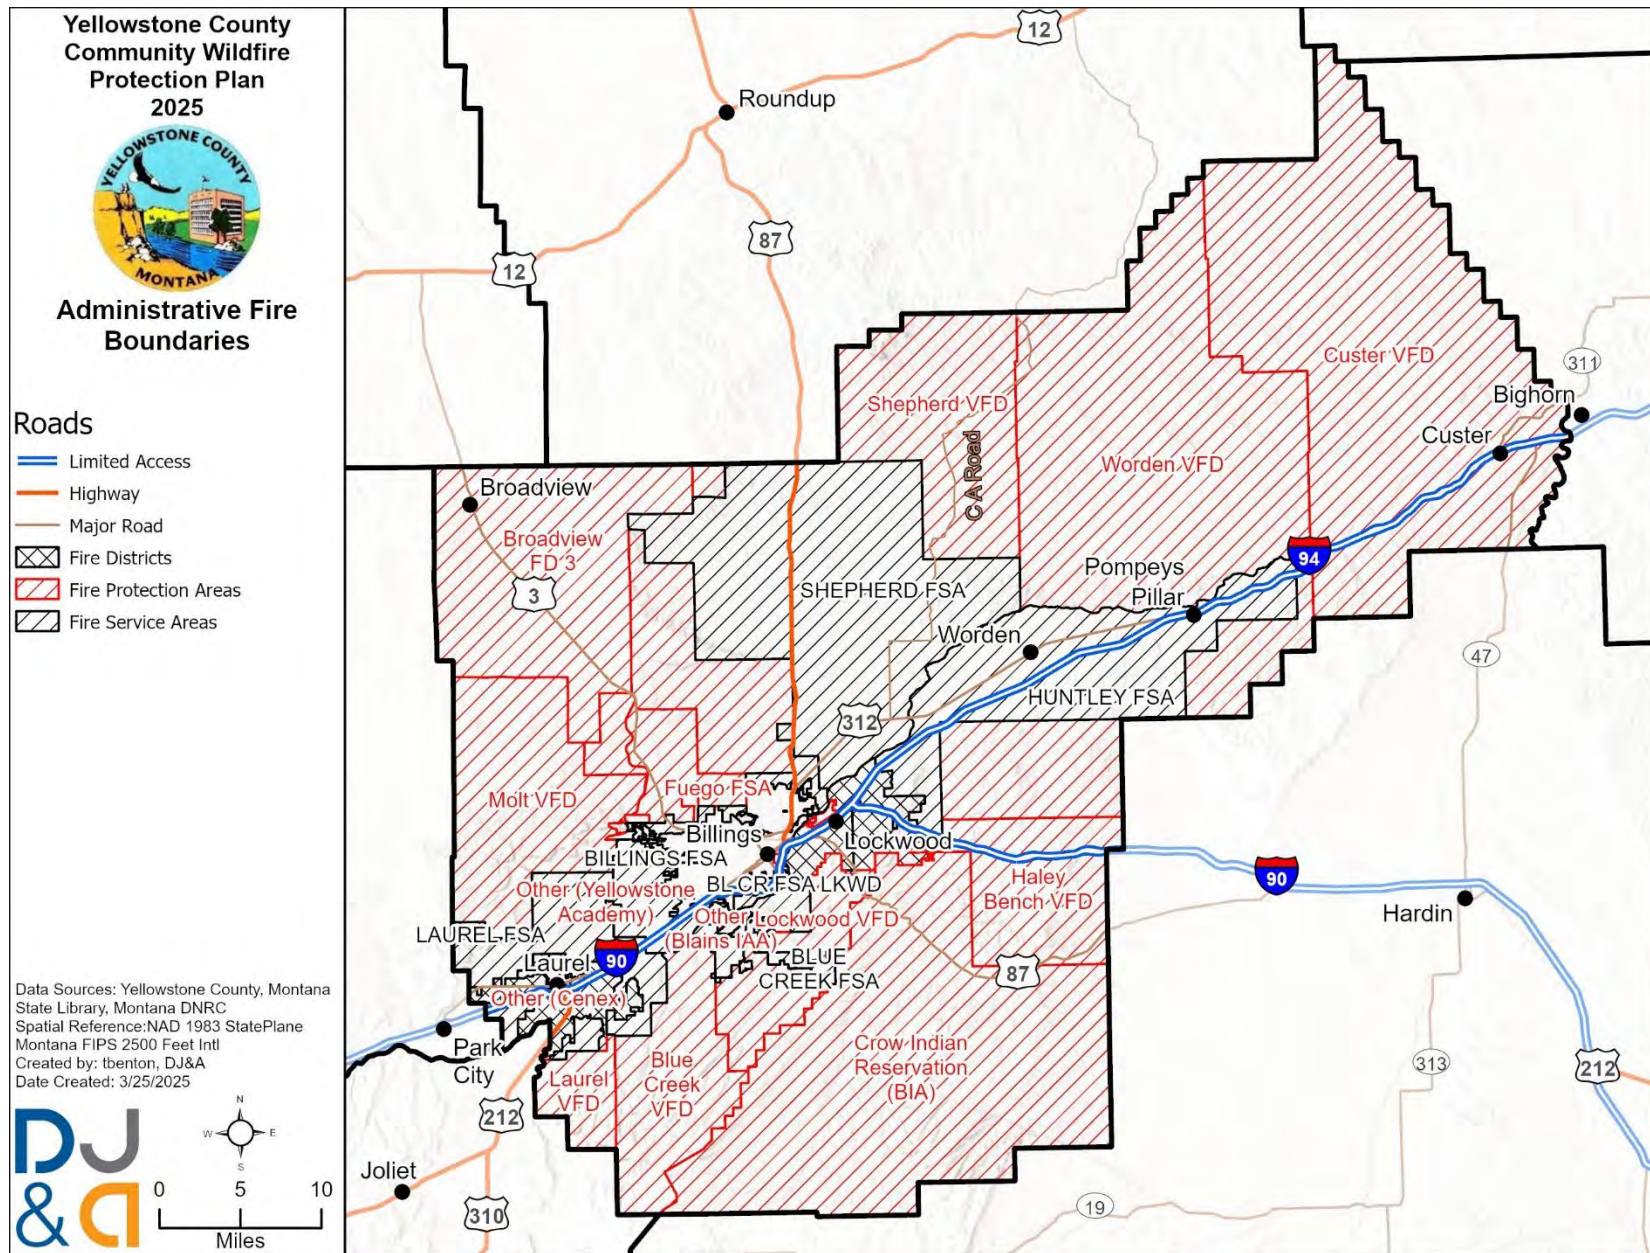 Yellowstone County
Community Wildfire
Protection Plan
2025
YELLOWSTONE COUNTY
MONTANA
Administrative Fire
Boundaries
Roads
Limited Access
Highway
Major Road
Fire Districts
Fire Protection Areas
Fire Service Areas
Data Sources: Yellowstone County, Montana
State Library, Montana DNRC
Spatial Reference:NAD 1983 StatePlane
Montana FIPS 2500 Feet Intl
Created by: tbenton, DJ&A
Date Created: 3/25/2025
DJ
&A
N
W E
S
0 5 10
Miles
12
Roundup
87
12
Custer VFD
311
Bighorn
Shepherd VFD
Custer
C A Road
Worden VFD
Broadview
Broadview
FD 3
94
Pompeys
Pillar
3
SHEPHERD FSA
Worden
47
HUNTLEY FSA
312
Molt VFD
Fuego FSA
Billings
Lockwood
BILLINGS FSA
BL CR FSA LKWD
Haley
Bench VFD
90
Hardin
Other (Yellowstone
Academy)
Other
(Blains IAA)
Lockwood VFD
LAUREL FSA
Laurel
90
BLUE
CREEK FSA
87
Other (Cenex)
Park
City
Laurel
VFD
Blue
Creek
VFD
Crow Indian
Reservation
(BIA)
313
212
212
Joliet
310
19